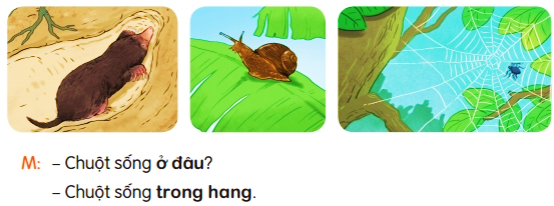 M: – Chuột sống ở đâu?
– Chuột sống trong hang.